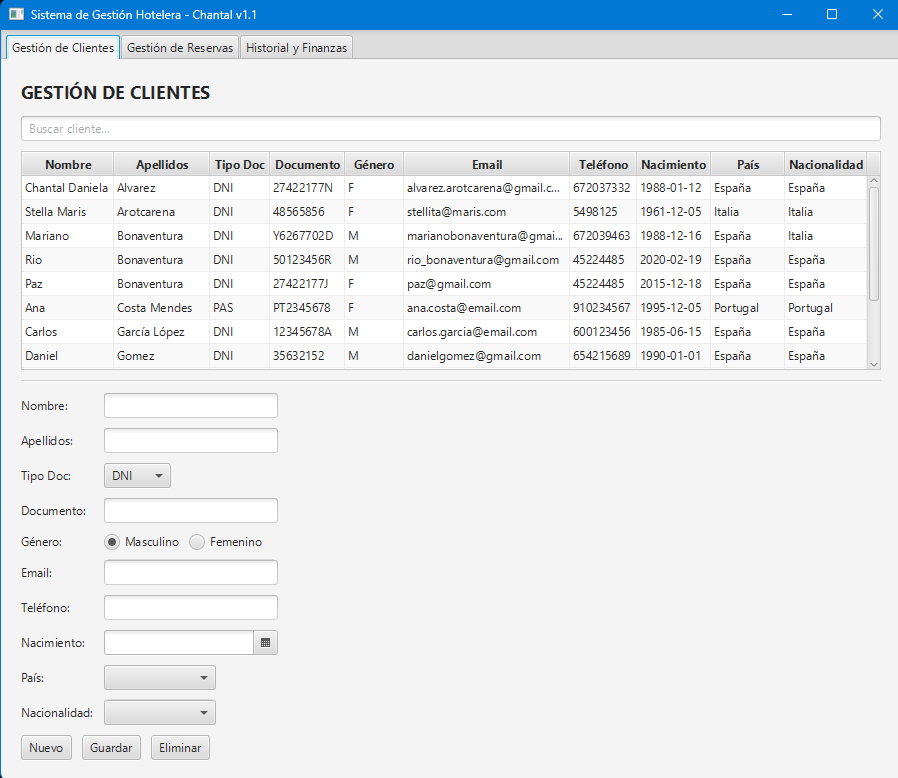 Sistema de Gestión Hotelera - Chantal v1.1
Gestión de Clientes Gestión de Reservas Historial y Finanzas
GESTIÓN DE CLIENTES
Buscar cliente...
Nombre Apellidos Tipo Doc Documento Género Email Teléfono Nacimiento País Nacionalidad
Chantal Daniela Alvarez DNI 27422177N F alvarez.arotcarena@gmail.c... 672037332 1988-01-12 España España
Stella Maris Arotcarena DNI 48565856 F stellita@maris.com 5498125 1961-12-05 Italia Italia
Mariano Bonaventura DNI Y6267702D M marianobonaventura@gmai... 672039463 1988-12-16 España Italia
Rio Bonaventura DNI 50123456R M rio_bonaventura@gmail.com 45224485 2020-02-19 España España
Paz Bonaventura DNI 27422177J F paz@gmail.com 45224485 2015-12-18 España España
Ana Costa Mendes PAS PT2345678 F ana.costa@email.com 910234567 1995-12-05 Portugal Portugal
Carlos García López DNI 12345678A M carlos.garcia@email.com 600123456 1985-06-15 España España
Daniel Gomez DNI 35632152 M danielgomez@gmail.com 654215689 1990-01-01 España España
Nombre:
Apellidos:
Tipo Doc: DNI
Documento:
Género: Masculino Femenino
Email:
Teléfono:
Nacimiento:
País:
Nacionalidad:
Nuevo Guardar Eliminar